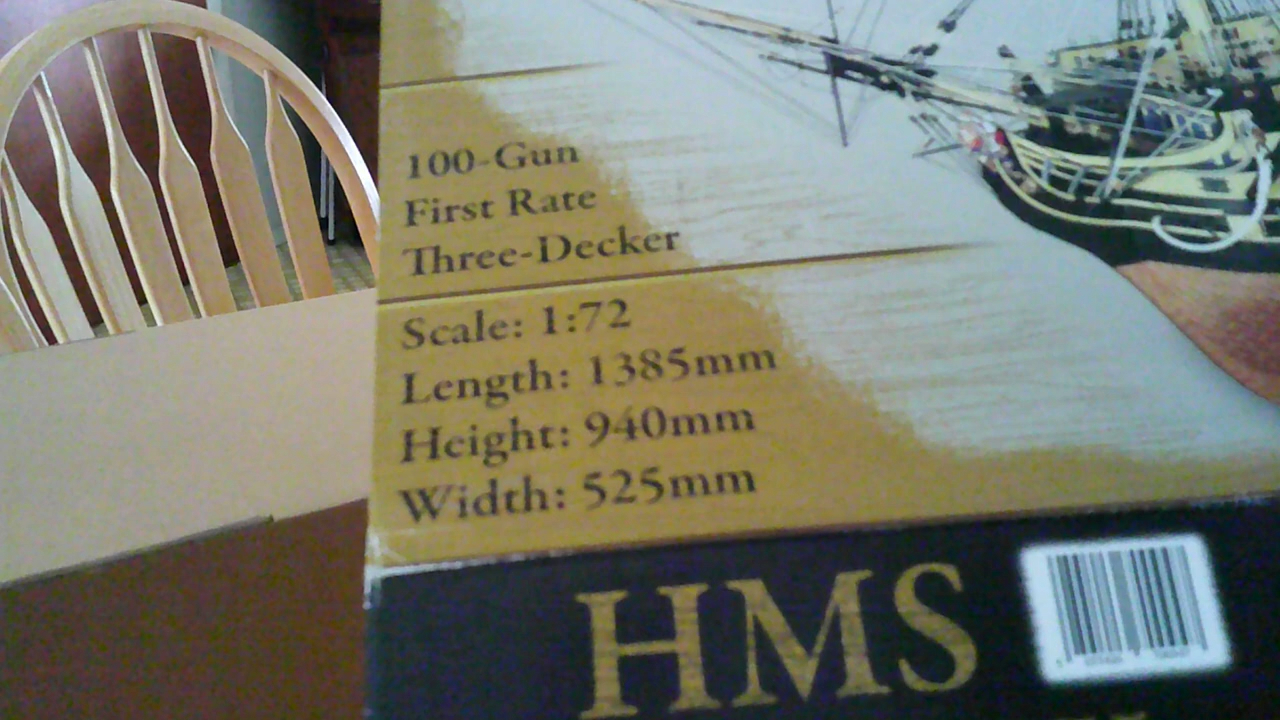 100-Gun
First Rate
Three-Decker
Scale: 1:72
Length: 1385mm
Height: 940mm
Width: 525mm
HMS